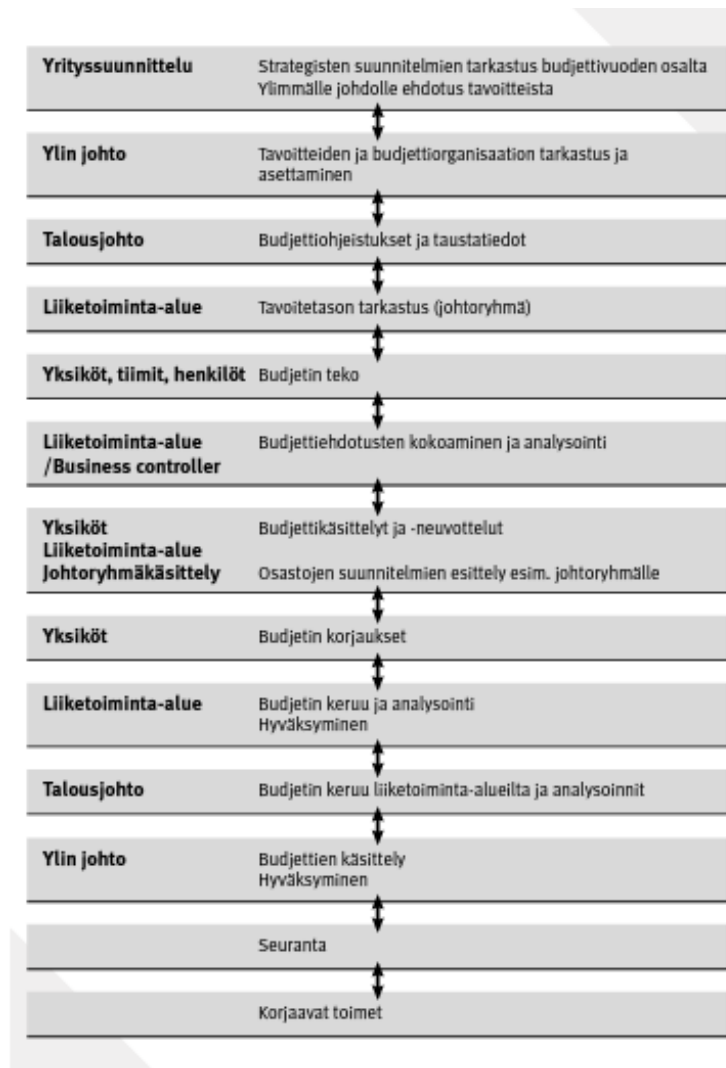 Yrityssuunnittelu Strategisten suunnitelmien tarkastus budjettivuoden osalta
Ylimmälle johdolle ehdotus tavoitteista
Ylin johto Tavoitteiden ja budjettiorganisaation tarkastus ja
asettaminen
Talousjohto Budjettiohjeistukset ja taustatiedot
Liiketoiminta-alue Tavoitetason tarkastus (johtoryhmä)
Yksiköt, tiimit, henkilöt Budjetin teko
Liiketoiminta-alue Budjettiehdotusten kokoaminen ja analysointi
/Business controller
Yksiköt Budjettikäsittelyt ja -neuvottelut
Liiketoiminta-alue
Johtoryhmäkäsittely Osastojen suunnitelmien esittely esim. johtoryhmälle
Yksiköt Budjetin korjaukset
Liiketoiminta-alue Budjetin keruu ja analysointi
Hyväksyminen
Talousjohto Budjetin keruu liiketoiminta-alueilta ja analysoinnit
Ylin johto Budjettien käsittely
Hyväksyminen
Seuranta
Korjaavat toimet